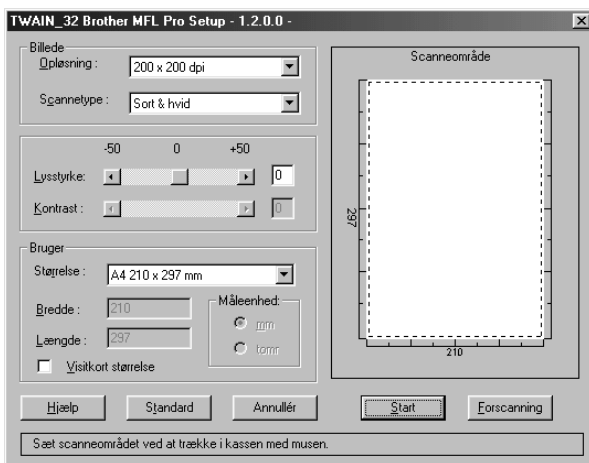 TWAIN_32 Brother MFL Pro Setup - 1.2.0.0 -
Billede
Opløsning :
200 x 200 dpi
Scannetype :
Sort & hvid
-50 0 +50
Lysstyrke:
0
Kontrast :
0
Bruger
Størrelse :
A4 210 x 297 mm
Bredde :
210
Længde :
297
Måleenhed:
mm
tomr
Visitkort størrelse
Scanneområde
297
210
Hjælp
Standard
Annullér
Start
Forscanning
Sæt scanneområdet ved at trække i kassen med musen.